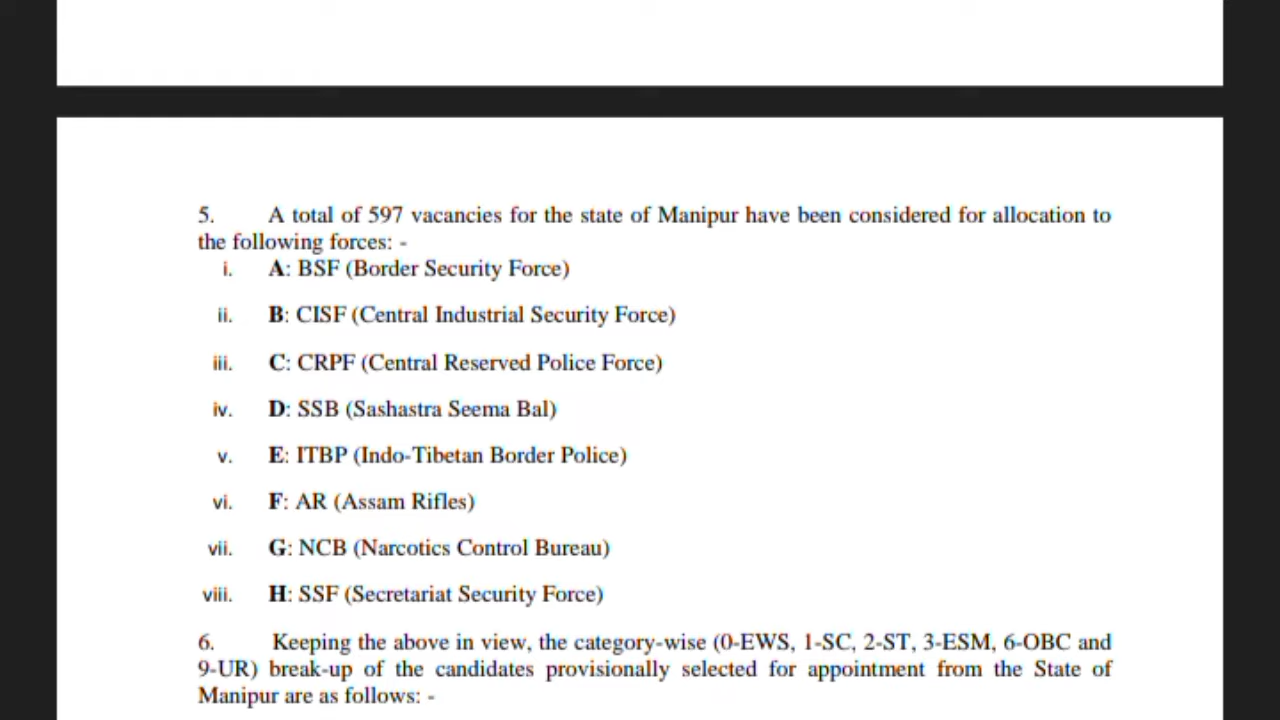 5. A total of 597 vacancies for the state of Manipur have been considered for allocation to
the following forces: -
i. A: BSF (Border Security Force)
ii. B: CISF (Central Industrial Security Force)
iii. C: CRPF (Central Reserved Police Force)
iv. D: SSB (Sashastra Seema Bal)
v. E: ITBP (Indo-Tibetan Border Police)
vi. F: AR (Assam Rifles)
vii. G: NCB (Narcotics Control Bureau)
viii. H: SSF (Secretariat Security Force)
6. Keeping the above in view, the category-wise (0-EWS, 1-SC, 2-ST, 3-ESM, 6-OBC and
9-UR) break-up of the candidates provisionally selected for appointment from the State of
Manipur are as follows: -